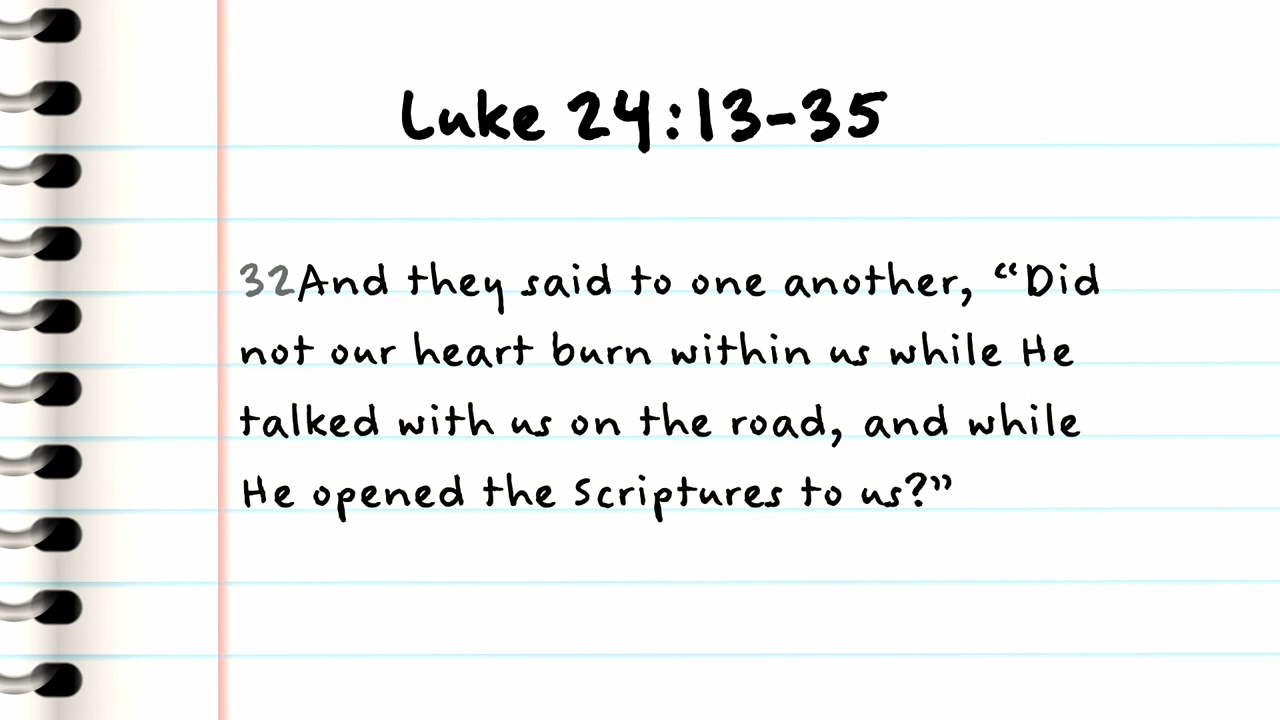 Luke 24:13-35
32And they said to one another, “Did
not our heart burn within us while He
talked with us on the road, and while
He opened the Scriptures to us?”